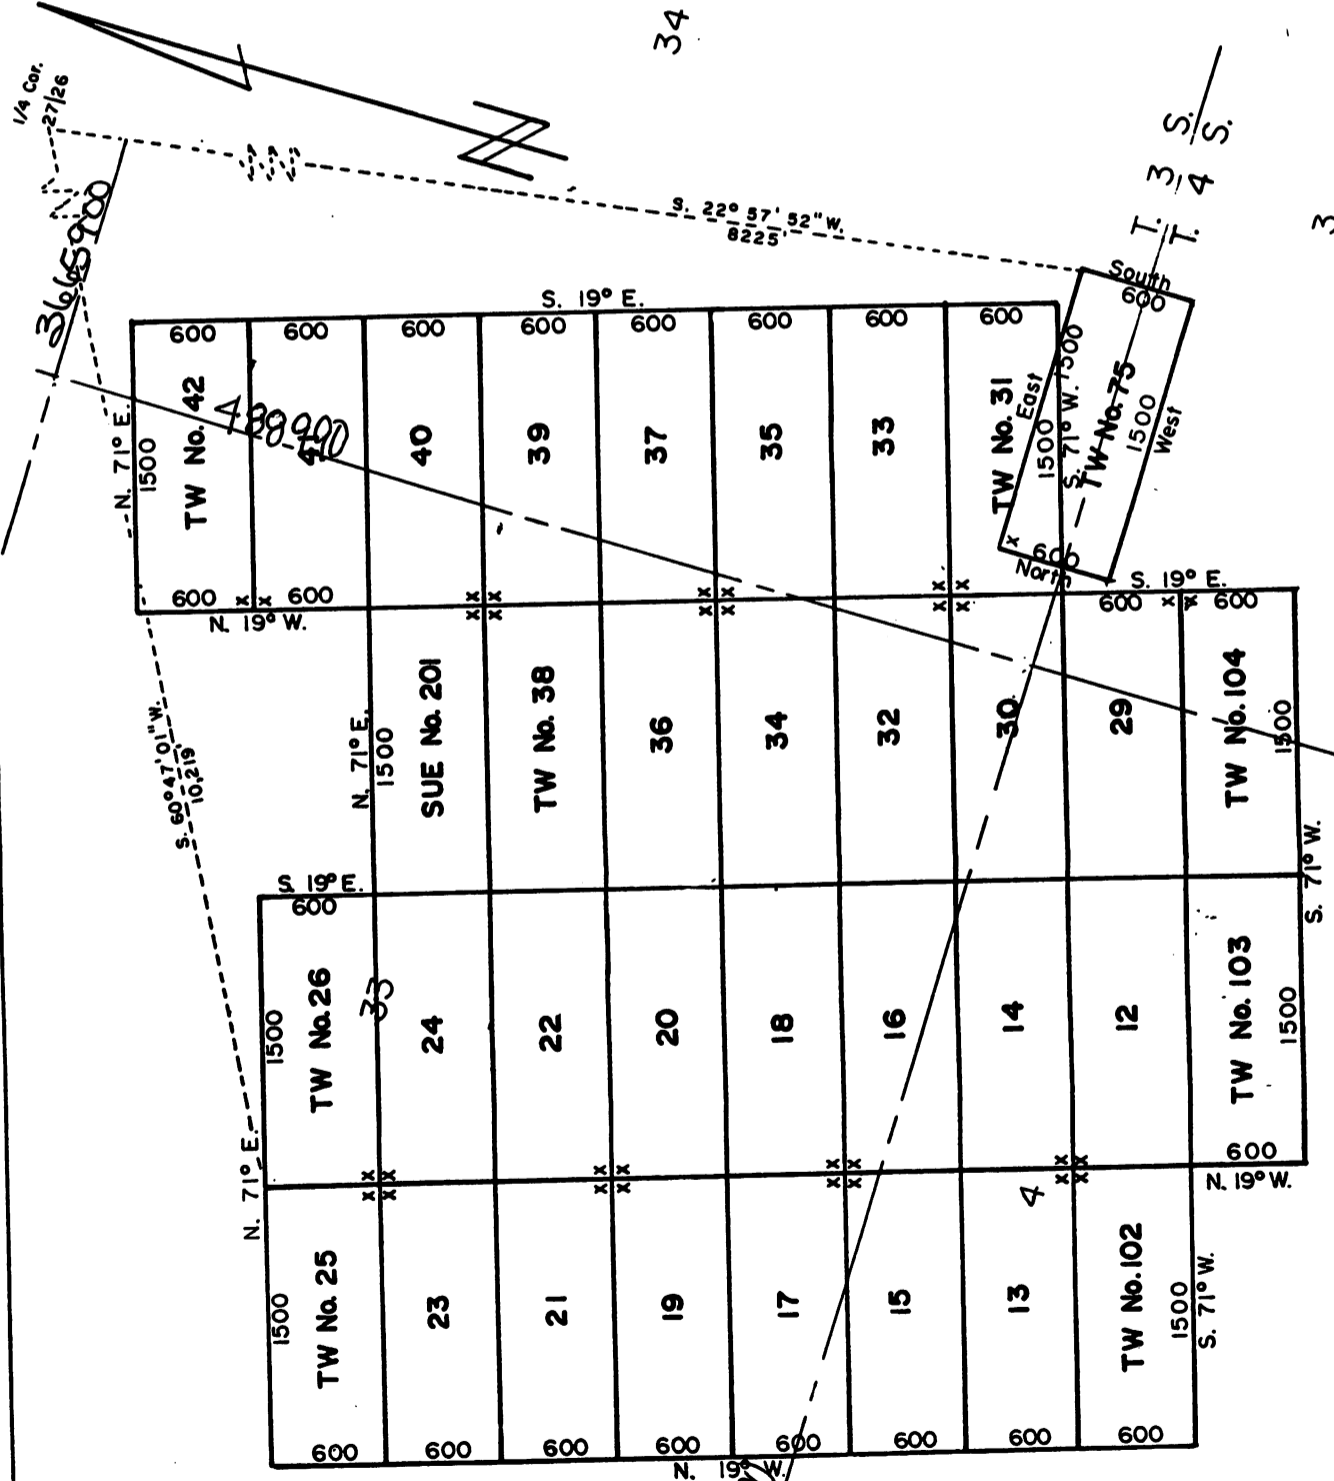 34
1/4 Cor.
27/26
3665900
S. 22° 57' 52" W.
8225'
T. 3 S.
T. 4 S.
3
South
600
S. 19° E.
600 600 600 600 600 600 600 600
N. 71° E.
1500
TW No. 42
488990
40
39
37
35
33
TW No. 31
East
1500
1500
S. 71° W.
TW No. 75
1500
West
x
600
North
600 x x 600
N. 19° W.
x x
x x
x x
x x
x x
x x
S. 19° E.
600 x x 600
S. 60° 47' 01" W.
10,219'
N. 71° E.
1500
SUE No. 201
TW No. 38
36
34
32
30
29
TW No. 104
1500
S. 71° W.
S 19° E.
600
N. 71° E.
1500
TW No. 26
33
24
22
20
18
16
14
12
TW No. 103
1500
600
N. 19° W.
x x
x x
x x
x x
x x
x x
x x
x x
4
1500
TW No. 25
23
21
19
17
15
13
TW No. 102
1500
S. 71° W.
600 600 600 600 600 600 600 600
N. 19° W.